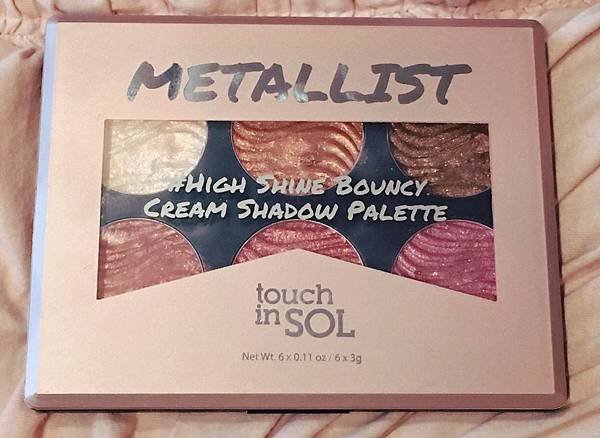 METALLIST
#HIGH SHINE BOUNCY
CREAM SHADOW PALETTE
touch
in SOL
Net Wt. 6 x 0.11 oz / 6 x 3g